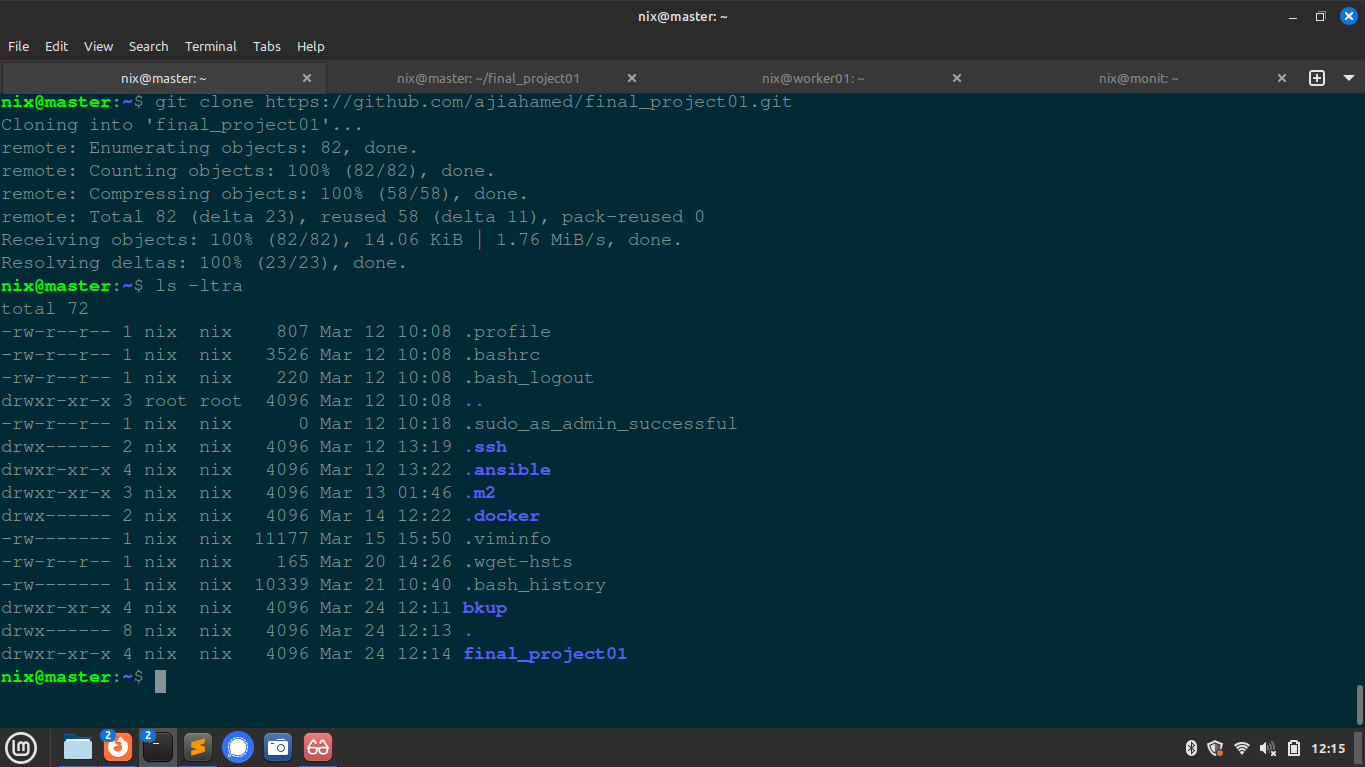 nix@master: ~
File Edit View Search Terminal Tabs Help
nix@master: ~ nix@master: ~/final_project01 nix@worker01: ~ nix@monit: ~
nix@master:~$ git clone https://github.com/ajiahamed/final_project01.git
Cloning into 'final_project01'...
remote: Enumerating objects: 82, done.
remote: Counting objects: 100% (82/82), done.
remote: Compressing objects: 100% (58/58), done.
remote: Total 82 (delta 23), reused 58 (delta 11), pack-reused 0
Receiving objects: 100% (82/82), 14.06 KiB | 1.76 MiB/s, done.
Resolving deltas: 100% (23/23), done.
nix@master:~$ ls -ltra
total 72
-rw-r--r-- 1 nix  nix    807 Mar 12 10:08 .profile
-rw-r--r-- 1 nix  nix   3526 Mar 12 10:08 .bashrc
-rw-r--r-- 1 nix  nix    220 Mar 12 10:08 .bash_logout
drwxr-xr-x 3 root root  4096 Mar 12 10:08 ..
-rw-r--r-- 1 nix  nix      0 Mar 12 10:18 .sudo_as_admin_successful
drwx------ 2 nix  nix   4096 Mar 12 13:19 .ssh
drwxr-xr-x 4 nix  nix   4096 Mar 12 13:22 .ansible
drwxr-xr-x 3 nix  nix   4096 Mar 13 01:46 .m2
drwx------ 2 nix  nix   4096 Mar 14 12:22 .docker
-rw------- 1 nix  nix  11177 Mar 15 15:50 .viminfo
-rw-r--r-- 1 nix  nix    165 Mar 20 14:26 .wget-hsts
-rw------- 1 nix  nix  10339 Mar 21 10:40 .bash_history
drwxr-xr-x 4 nix  nix   4096 Mar 24 12:11 bkup
drwx------ 8 nix  nix   4096 Mar 24 12:13 .
drwxr-xr-x 4 nix  nix   4096 Mar 24 12:14 final_project01
nix@master:~$
2 2 12:15